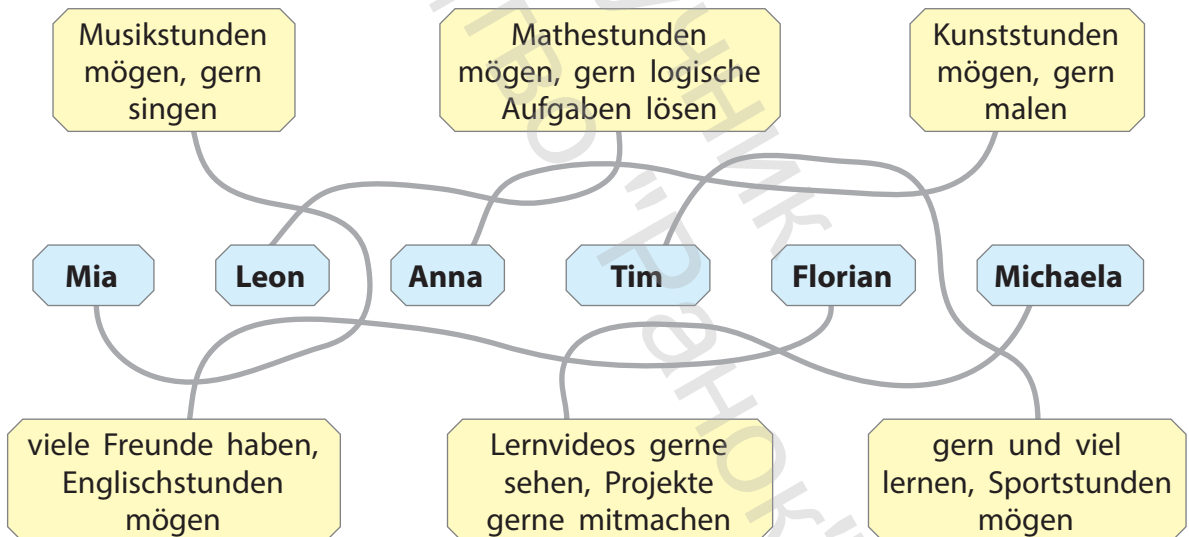 Musikstunden
mögen, gern
singen
Mathestunden
mögen, gern logische
Aufgaben lösen
Kunststunden
mögen, gern
malen
Mia
Leon
Anna
Tim
Florian
Michaela
viele Freunde haben,
Englischstunden
mögen
Lernvideos gerne
sehen, Projekte
gerne mitmachen
gern und viel
lernen, Sportstunden
mögen
"Ранок"